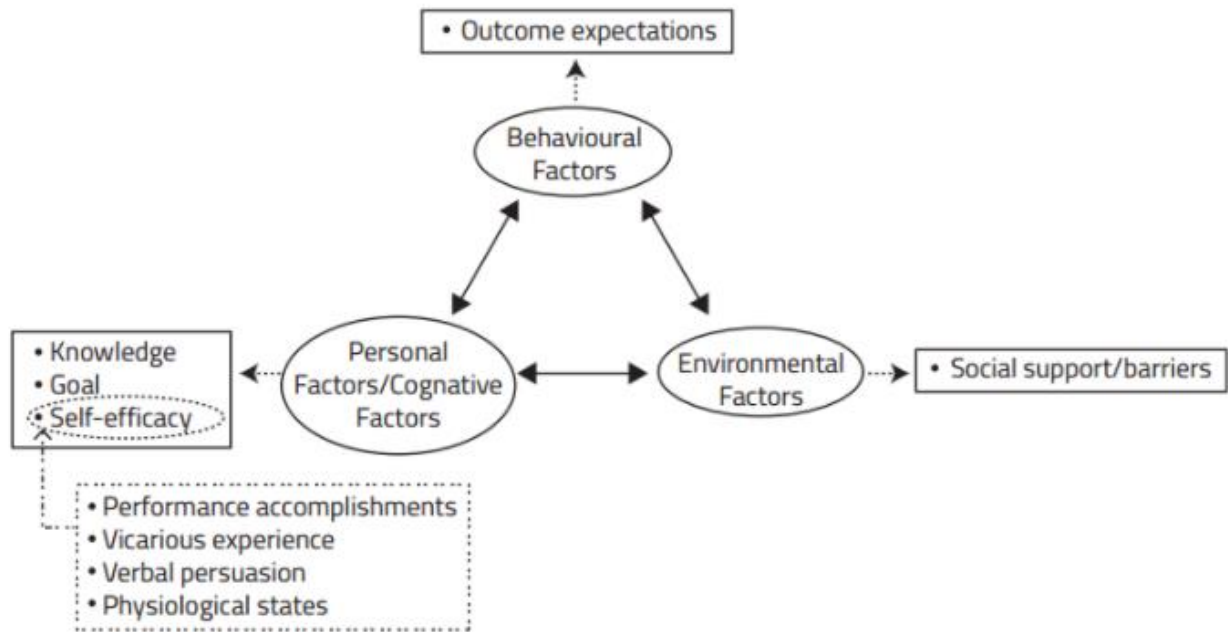 • Outcome expectations
Behavioural
Factors
• Knowledge
• Goal
• Self-efficacy
Personal
Factors/Cognative
Factors
Environmental
Factors
• Social support/barriers
• Performance accomplishments
• Vicarious experience
• Verbal persuasion
• Physiological states